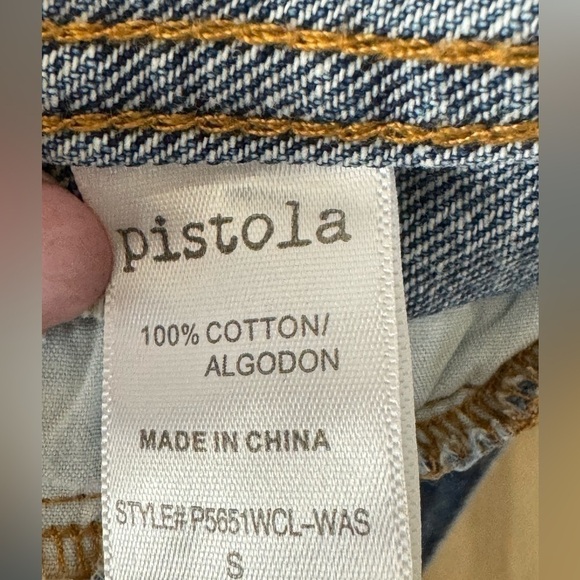 pistola
100% COTTON/
ALGODON
MADE IN CHINA
STYLE# P5651WCL-WAS
S